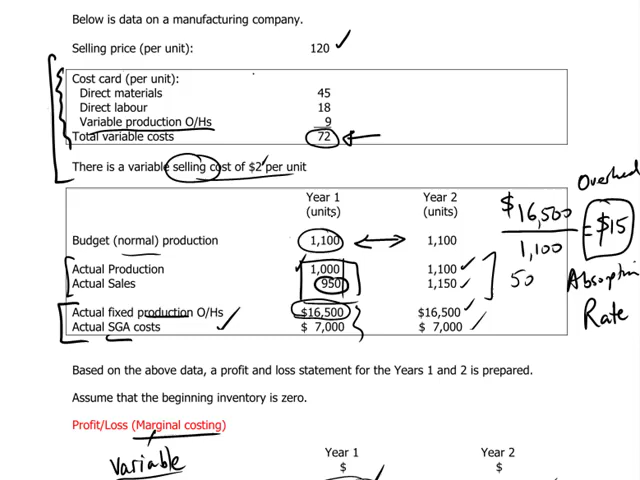 Below is data on a manufacturing company.
Selling price (per unit): 120
Cost card (per unit):
Direct materials 45
Direct labour 18
Variable production O/Hs 9
Total variable costs 72
There is a variable selling cost of $2 per unit
Overhead
Absorption
Rate
Year 1 Year 2
(units) (units)
$16,500 = $15
1,100
Budget (normal) production 1,100 1,100
Actual Production 1,000 1,100
50
Actual Sales 950 1,150
Actual fixed production O/Hs $16,500 $16,500
Actual SGA costs $ 7,000 $ 7,000
Based on the above data, a profit and loss statement for the Years 1 and 2 is prepared.
Assume that the beginning inventory is zero.
Profit/Loss (Marginal costing)
Variable
Year 1 Year 2
$ $